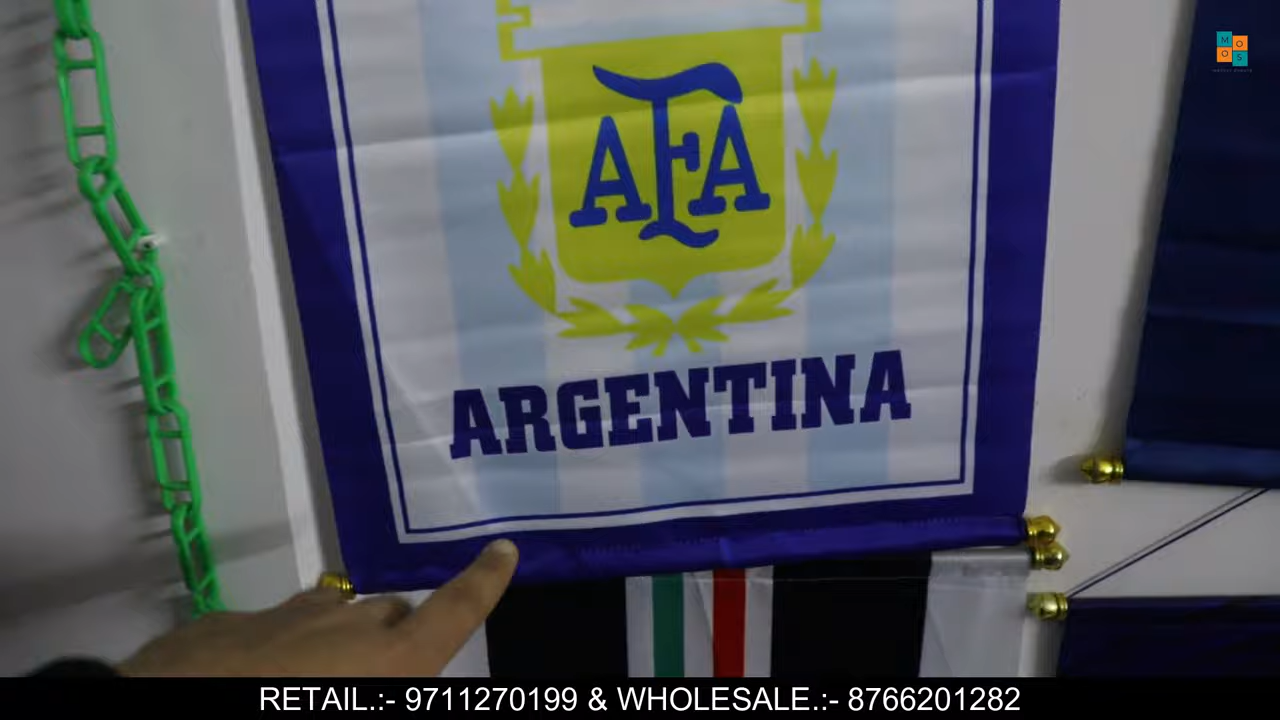 M
O
O
S
AFA
ARGENTINA
RETAIL.:- 9711270199 & WHOLESALE.:- 8766201282